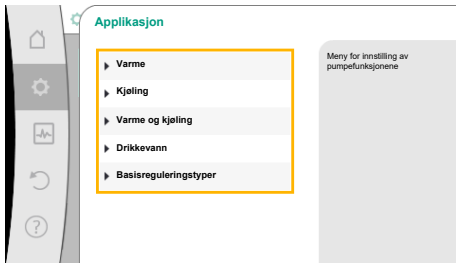 Applikasjon
Varme
Kjøling
Varme og kjøling
Drikkevann
Basisreguleringstyper
Meny for innstilling av
pumpefunksjonene
?